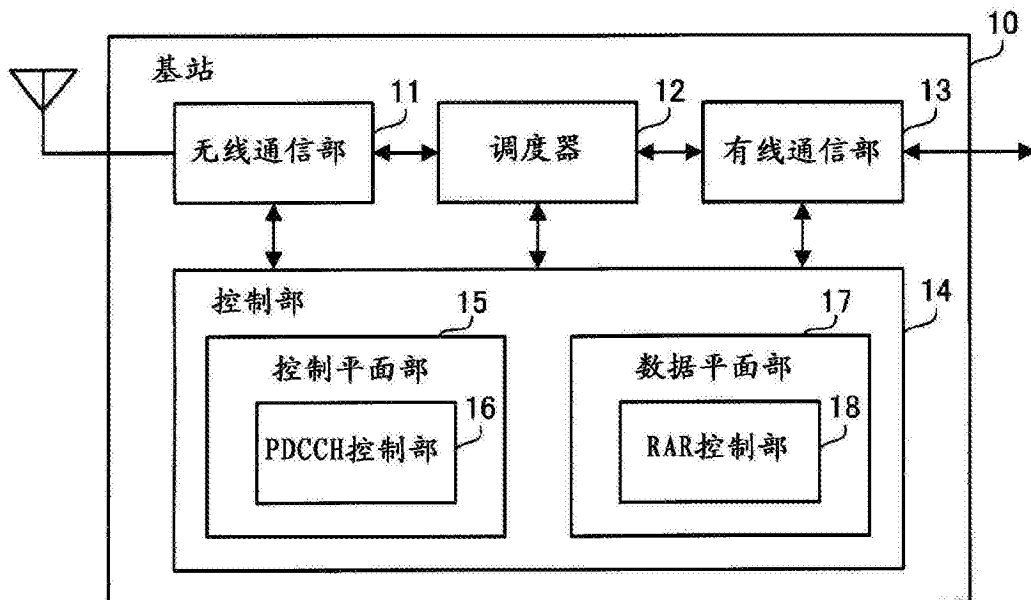 10
基站
11
12
13
无线通信部
调度器
有线通信部
控制部
14
15
17
控制平面部
数据平面部
16
18
PDCCH控制部
RAR控制部